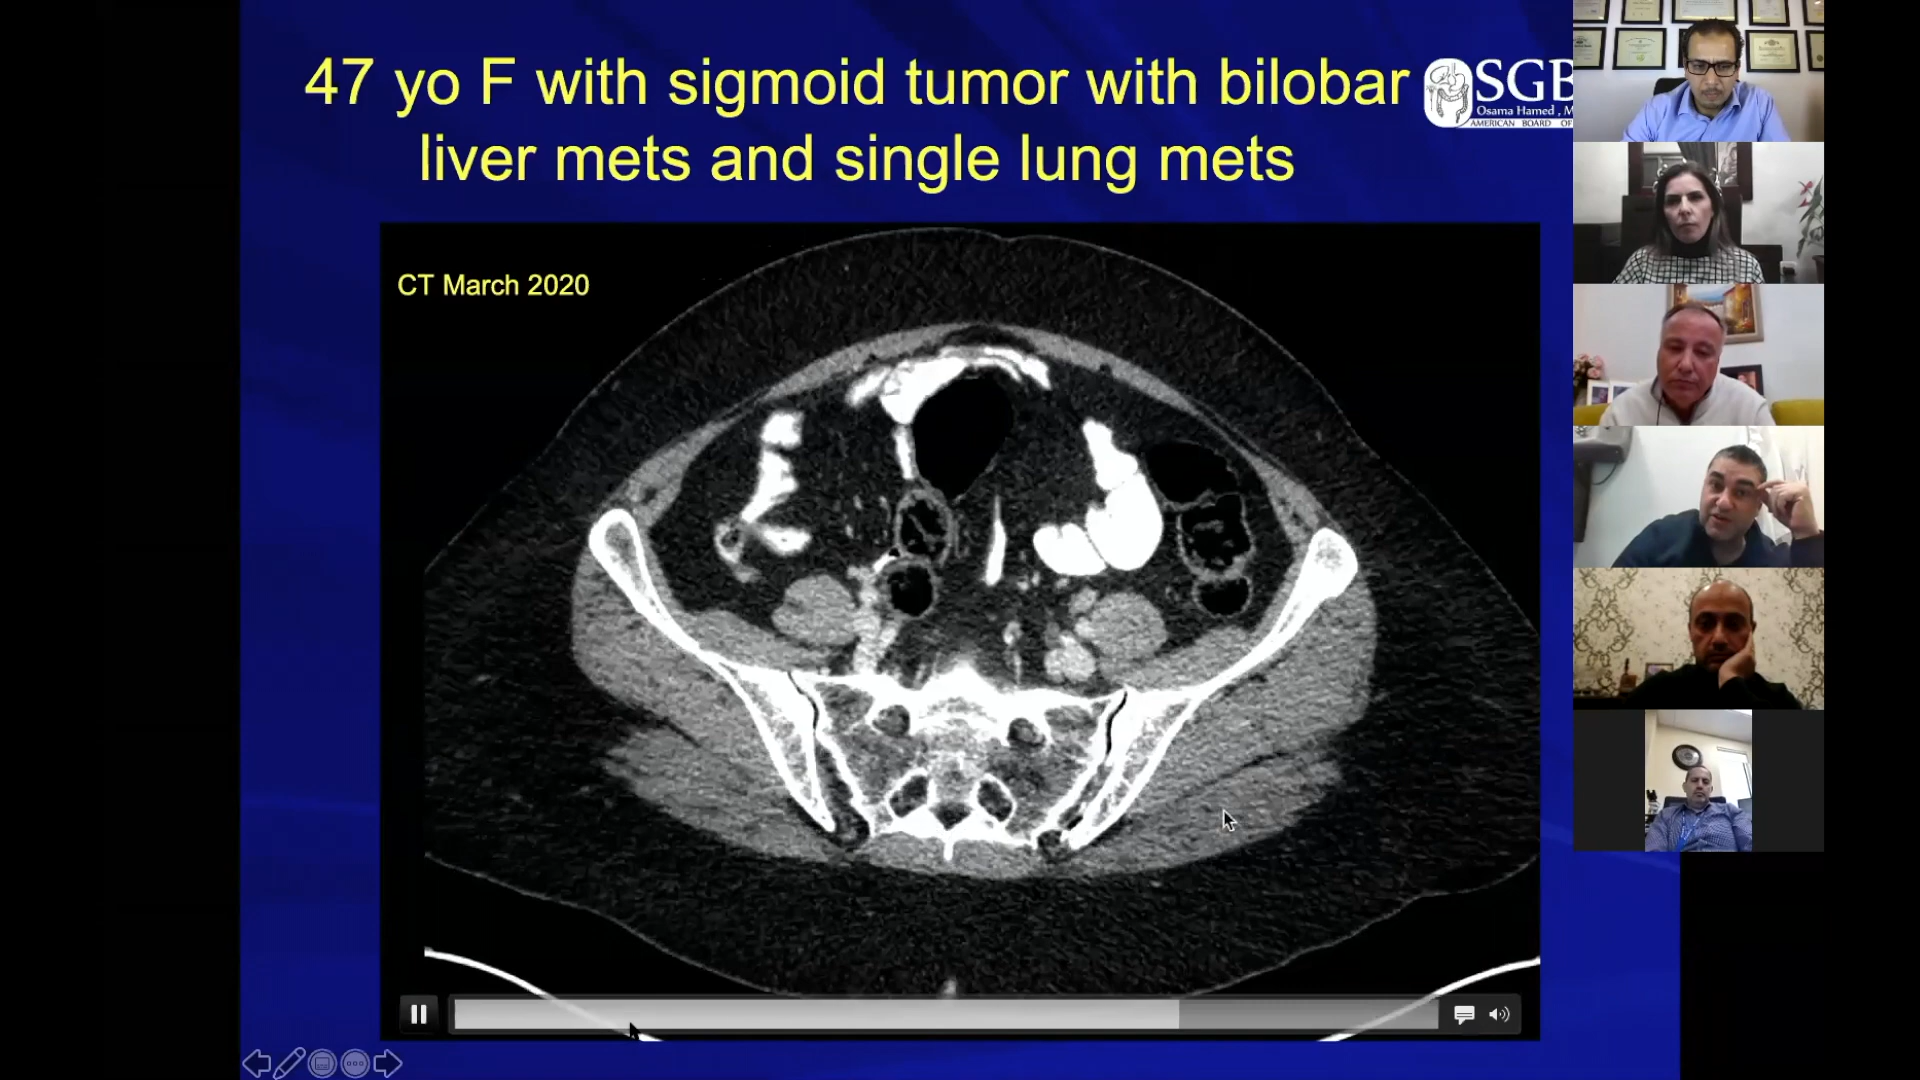 47 yo F with sigmoid tumor with bilobar
liver mets and single lung mets
SGB
Osama Hamed , M
AMERICAN BOARD OF
CT March 2020